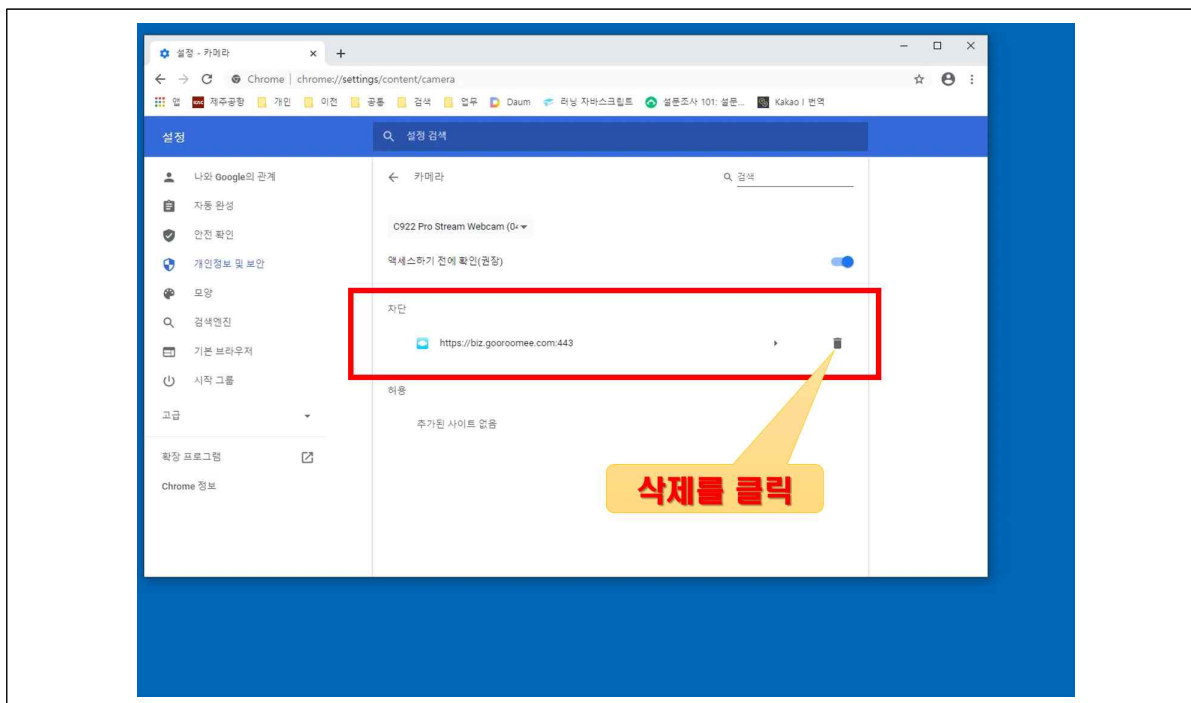 설정 - 카메라
Chrome | chrome://settings/content/camera
앱 제주공항 개인 이전 공통 검색 업무 Daum 러닝 자바스크립트 설문조사 101: 설문... Kakao I 번역
설정
설정 검색
나와 Google의 관계
카메라
검색
자동 완성
안전 확인
C922 Pro Stream Webcam (04
개인정보 및 보안
액세스하기 전에 확인(권장)
모양
차단
검색엔진
https://biz.gooroomee.com:443
기본 브라우저
시작 그룹
허용
고급
추가된 사이트 없음
확장 프로그램
Chrome 정보
삭제를 클릭